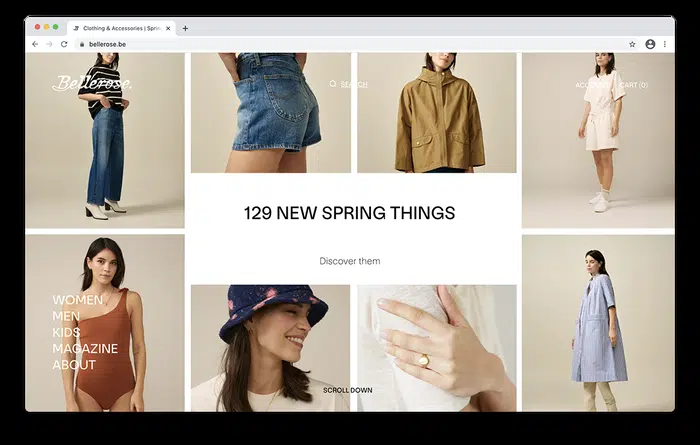 Clothing & Accessories | Sprin
bellerose.be
Bellerose.
SEARCH
ACCOUNT
CART (0)
129 NEW SPRING THINGS
Discover them
WOMEN
MEN
KIDS
MAGAZINE
ABOUT
SCROLL DOWN